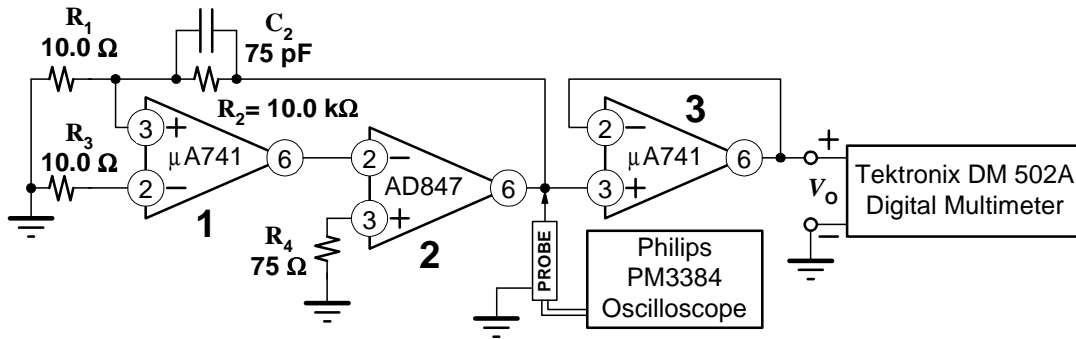 R1
10.0 Ω
C2
75 pF
R2= 10.0 kΩ
R3
10.0 Ω
3
+
μA741
2
−
6
1
2
−
AD847
3
+
6
2
R4
75 Ω
PROBE
Philips
PM3384
Oscilloscope
3
2
−
μA741
3
+
6
+
VO
−
Tektronix DM 502A
Digital Multimeter